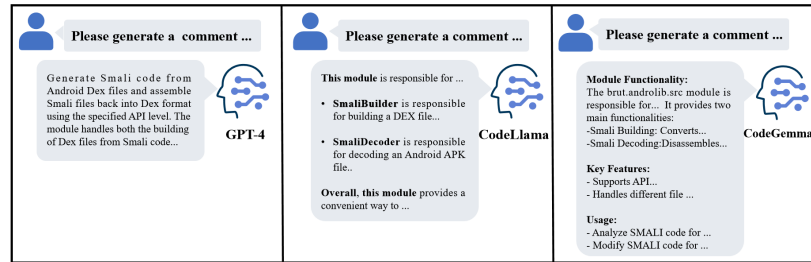 Please generate a comment ...
Generate Smali code from
Android Dex files and assemble
Smali files back into Dex format
using the specified API level. The
module handles both the building
of Dex files from Smali code...
GPT-4
Please generate a comment ...
This module is responsible for ...
• SmaliBuilder is responsible
for building a DEX file...
• SmaliDecoder is responsible
for decoding an Android APK
file..
Overall, this module provides a
convenient way to ...
CodeLlama
Please generate a comment ...
Module Functionality:
The brut.androlib.src module is
responsible for... It provides two
main functionalities:
-Smali Building: Converts...
-Smali Decoding:Disassembles...
Key Features:
- Supports API...
- Handles different file ...
Usage:
- Analyze SMALI code for ...
- Modify SMALI code for ...
CodeGemma